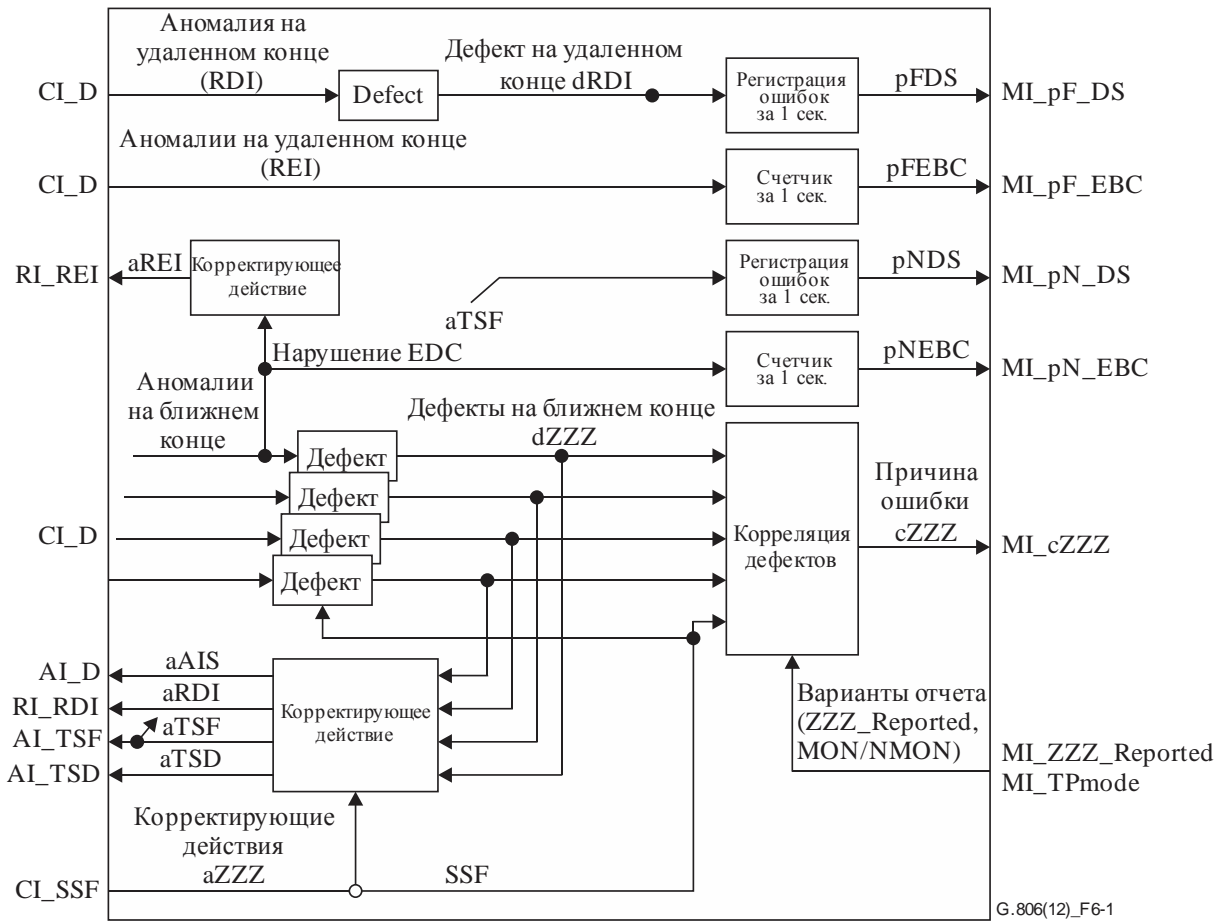 Аномалия на
удаленном конце
(RDI)
Дефект на удаленном
конце dRDI
CI_D
Defect
Регистрация
ошибок
за 1 сек.
pFDS
MI_pF_DS
Аномалии на удаленном конце
(REI)
CI_D
Счетчик
за 1 сек.
pFEBC
MI_pF_EBC
RI_REI
aREI
Корректирующее
действие
aTSF
Регистрация
ошибок
за 1 сек.
pNDS
MI_pN_DS
Нарушение EDC
Счетчик
за 1 сек.
pNEBC
MI_pN_EBC
Аномалии
на ближнем
конце
Дефекты на ближнем конце
dZZZ
Дефект
Дефект
Дефект
Дефект
CI_D
Корреляция
дефектов
Причина
ошибки
cZZZ
MI_cZZZ
AI_D
aAIS
RI_RDI
aRDI
AI_TSF
aTSF
AI_TSD
aTSD
Корректирующее
действие
Варианты отчета
(ZZZ_Reported,
MON/NMON)
MI_ZZZ_Reported
MI_TPmode
Корректирующие
действия
aZZZ
CI_SSF
SSF
G.806(12)_F6-1